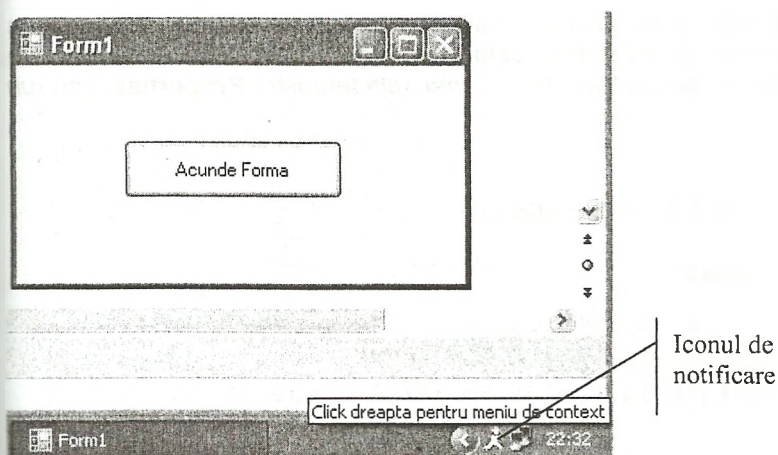 Form1
Acunde Forma
Iconul de
notificare
Click dreapta pentru meniu de context
Form1
22:32